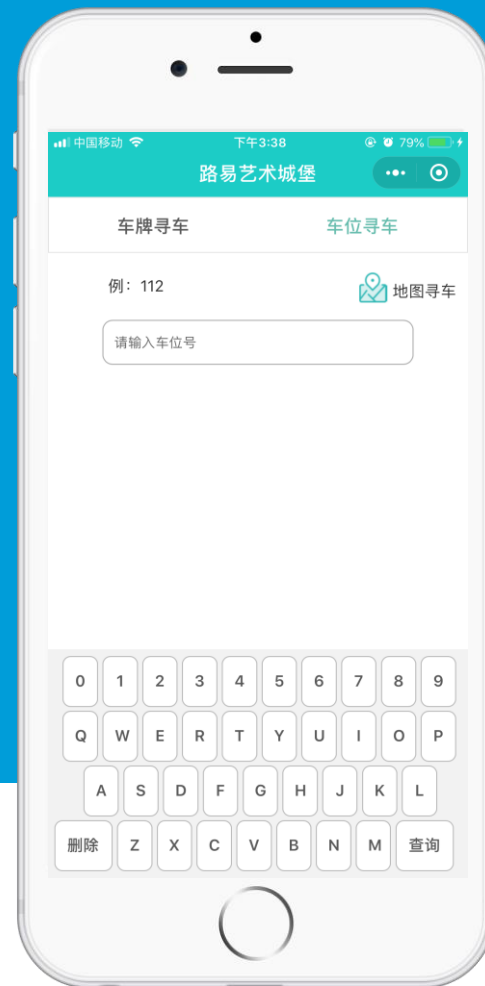 中国移动 下午3:38 79%
路易艺术城堡
车牌寻车 车位寻车
例：112 地图寻车
请输入车位号
0 1 2 3 4 5 6 7 8 9
Q W E R T Y U I O P
A S D F G H J K L
删除 Z X C V B N M 查询